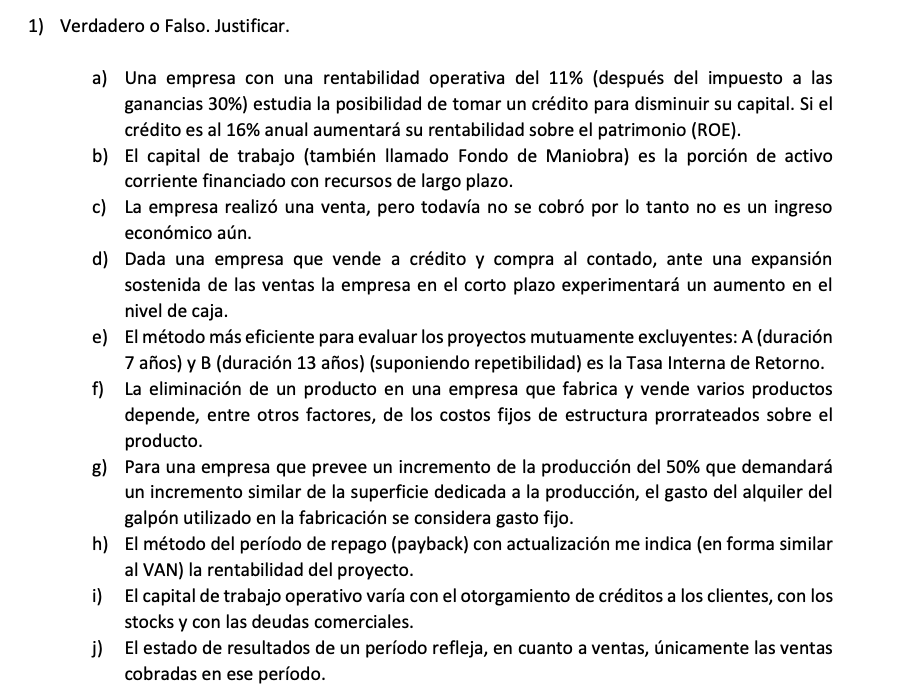 1) Verdadero o Falso. Justificar.
a) Una empresa con una rentabilidad operativa del 11% (después del impuesto a las
ganancias 30%) estudia la posibilidad de tomar un crédito para disminuir su capital. Si el
crédito es al 16% anual aumentará su rentabilidad sobre el patrimonio (ROE).
b) El capital de trabajo (también llamado Fondo de Maniobra) es la porción de activo
corriente financiado con recursos de largo plazo.
c) La empresa realizó una venta, pero todavía no se cobró por lo tanto no es un ingreso
económico aún.
d) Dada una empresa que vende a crédito y compra al contado, ante una expansión
sostenida de las ventas la empresa en el corto plazo experimentará un aumento en el
nivel de caja.
e) El método más eficiente para evaluar los proyectos mutuamente excluyentes: A (duración
7 años) y B (duración 13 años) (suponiendo repetibilidad) es la Tasa Interna de Retorno.
f) La eliminación de un producto en una empresa que fabrica y vende varios productos
depende, entre otros factores, de los costos fijos de estructura prorrateados sobre el
producto.
g) Para una empresa que prevee un incremento de la producción del 50% que demandará
un incremento similar de la superficie dedicada a la producción, el gasto del alquiler del
galpón utilizado en la fabricación se considera gasto fijo.
h) El método del período de repago (payback) con actualización me indica (en forma similar
al VAN) la rentabilidad del proyecto.
i) El capital de trabajo operativo varía con el otorgamiento de créditos a los clientes, con los
stocks y con las deudas comerciales.
j) El estado de resultados de un período refleja, en cuanto a ventas, únicamente las ventas
cobradas en ese período.